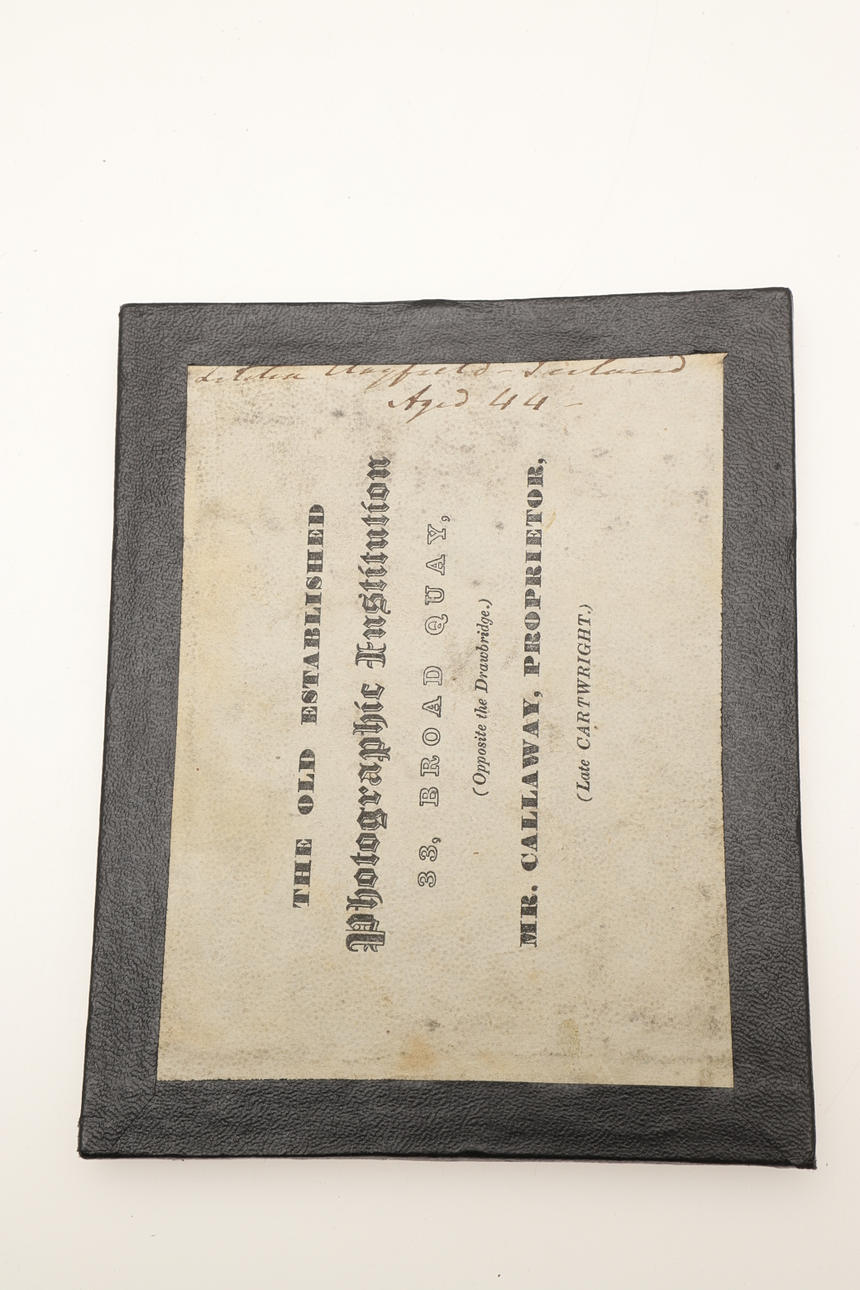 Aged 44 -
THE OLD ESTABLISHED
Photographic Institution
33, BROAD QUAY,
(Opposite the Drawbridge.)
MR. CALLAWAY, PROPRIETOR,
(Late CARTWRIGHT.)